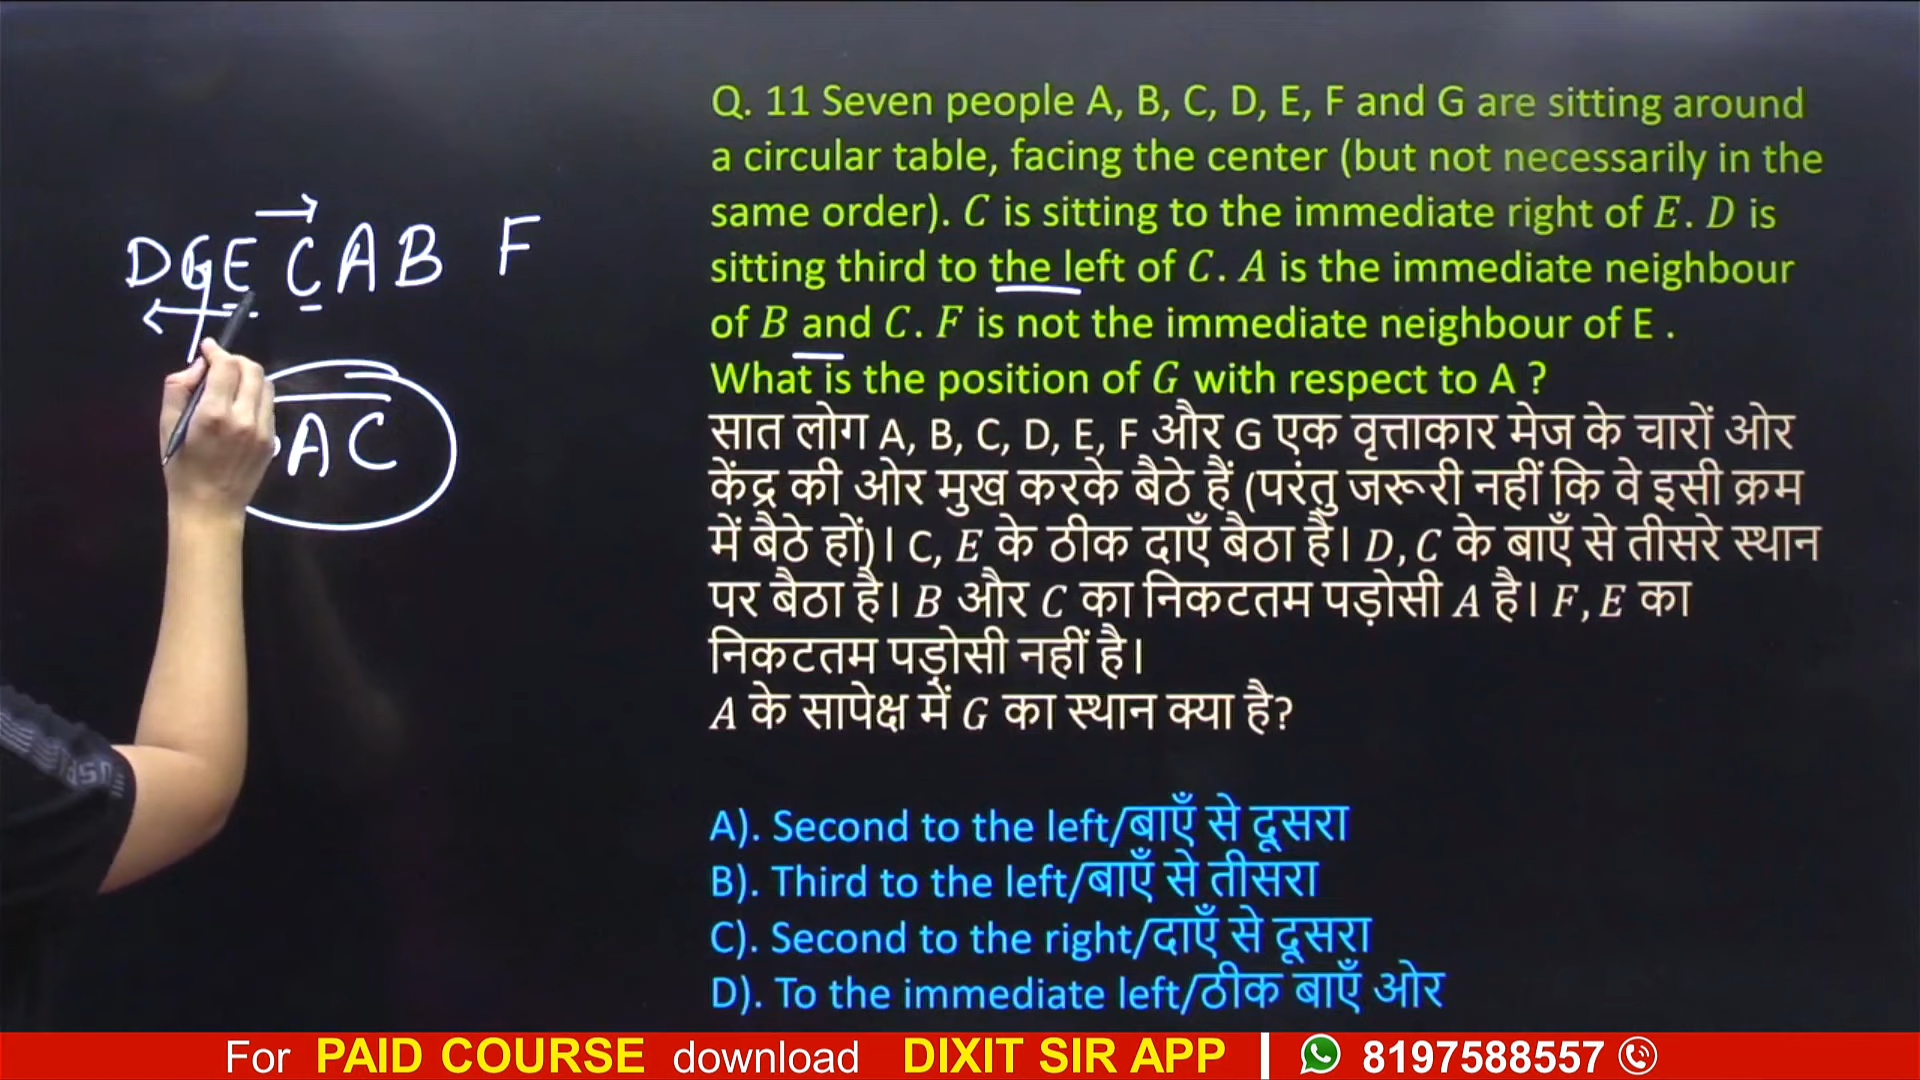 Q. 11 Seven people A, B, C, D, E, F and G are sitting around
a circular table, facing the center (but not necessarily in the
same order). C is sitting to the immediate right of E. D is
sitting third to the left of C. A is the immediate neighbour
of B and C. F is not the immediate neighbour of E .
What is the position of G with respect to A ?
सात लोग A, B, C, D, E, F और G एक वृत्ताकार मेज के चारों ओर
केंद्र की ओर मुख करके बैठे हैं (परंतु जरूरी नहीं कि वे इसी क्रम
में बैठे हों)। C, E के ठीक दाएँ बैठा है। D, C के बाएँ से तीसरे स्थान
पर बैठा है। B और C का निकटतम पड़ोसी A है। F, E का
निकटतम पड़ोसी नहीं है।
A के सापेक्ष में G का स्थान क्या है?
A). Second to the left/बाएँ से दूसरा
B). Third to the left/बाएँ से तीसरा
C). Second to the right/दाएँ से दूसरा
D). To the immediate left/ठीक बाएँ ओर
D G E C A B F
A C
For PAID COURSE download DIXIT SIR APP | 8197588557